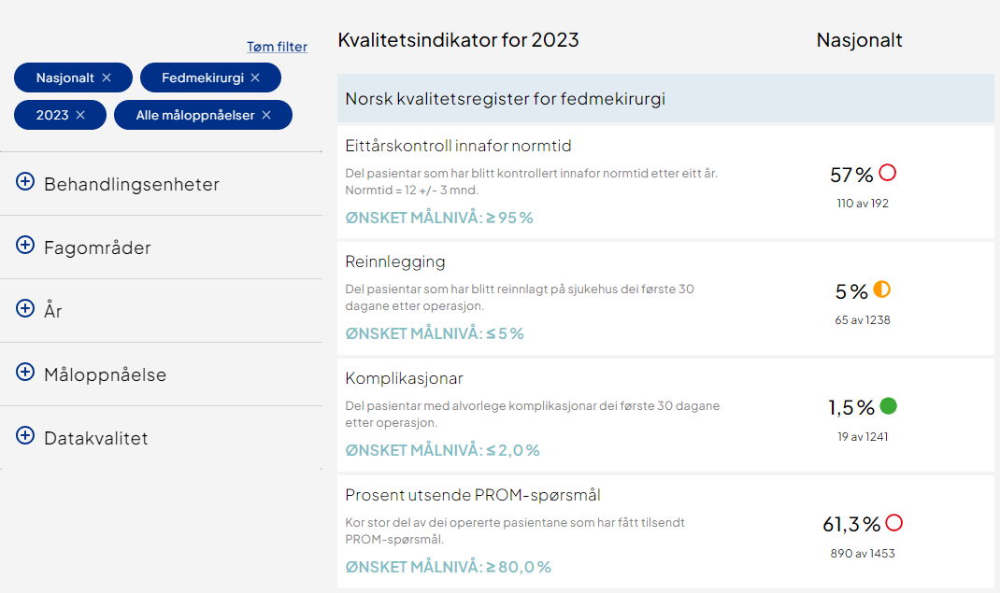 Tøm filter
Nasjonalt ×
Fedmekirurgi ×
2023 ×
Alle måloppnåelser ×
Behandlingsenheter
Fagområder
År
Måloppnåelse
Datakvalitet
Kvalitetsindikator for 2023
Nasjonalt
Norsk kvalitetsregister for fedmekirurgi
Eittårskontroll innafor normtid
Del pasientar som har blitt kontrollert innafor normtid etter eitt år.
Normtid = 12 +/- 3 mnd.
ØNSKET MÅLNIVÅ: ≥ 95 %
57 %
110 av 192
Reinnlegging
Del pasientar som har blitt reinnlagt på sjukehus dei første 30
dagane etter operasjon.
ØNSKET MÅLNIVÅ: ≤ 5 %
5 %
65 av 1238
Komplikasjonar
Del pasientar med alvorlege komplikasjonar dei første 30 dagane
etter operasjon.
ØNSKET MÅLNIVÅ: ≤ 2,0 %
1,5 %
19 av 1241
Prosent utsende PROM-spørsmål
Kor stor del av dei opererte pasientane som har fått tilsendt
PROM-spørsmål.
ØNSKET MÅLNIVÅ: ≥ 80,0 %
61,3 %
890 av 1453